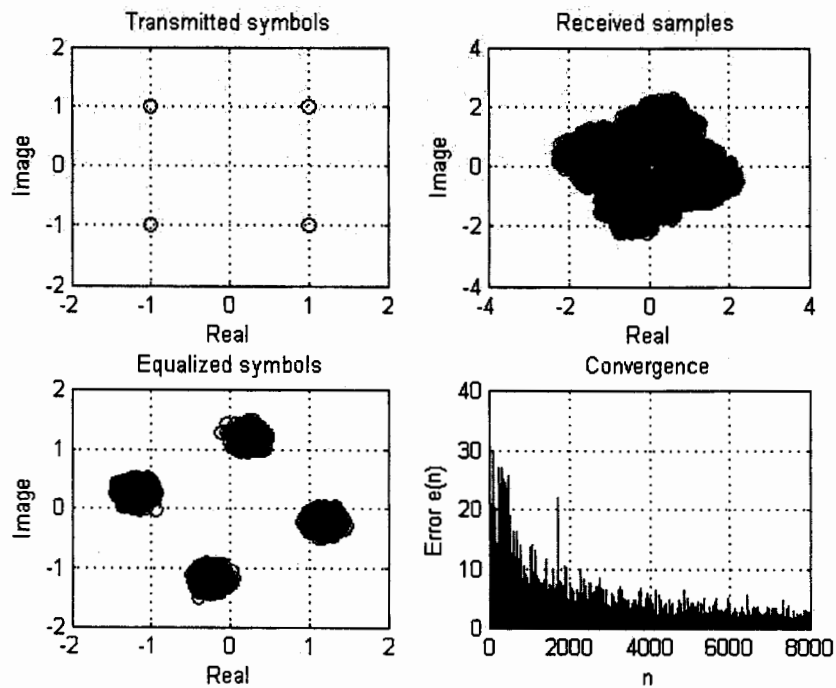 Transmitted symbols
2
1
0
-1
-2
-2 -1 0 1 2
Image
Real
Received samples
4
2
0
-2
-4
-4 -2 0 2 4
Image
Real
Equalized symbols
2
1
0
-1
-2
-2 -1 0 1 2
Image
Real
Convergence
40
30
20
10
0
0 2000 4000 6000 8000
Error e(n)
n